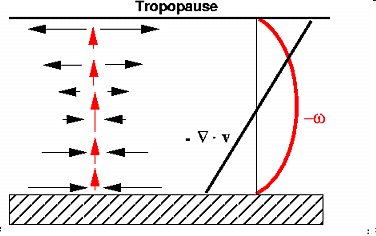 Tropopause
-ω
- ∇ · v